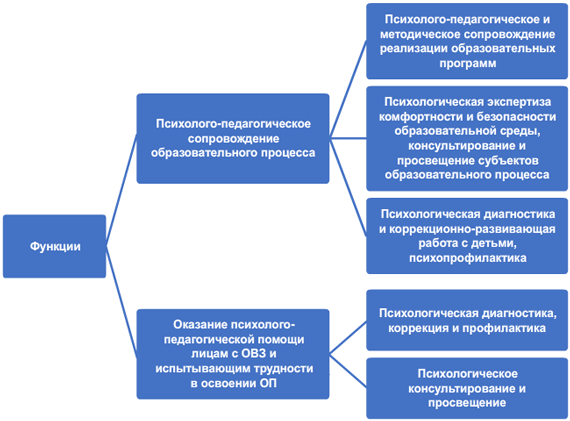 Функции
Психолого-педагогическое
сопровождение
образовательного процесса
Психолого-педагогическое и
методическое сопровождение
реализации образовательных
программ
Психологическая экспертиза
комфортности и безопасности
образовательной среды,
консультирование и
просвещение субъектов
образовательного процесса
Психологическая диагностика
и коррекционно-развивающая
работа с детьми,
психопрофилактика
Оказание психолого-
педагогической помощи
лицам с ОВЗ и
испытывающим трудности
в освоении ОП
Психологическая диагностика,
коррекция и профилактика
Психологическое
консультирование и
просвещение